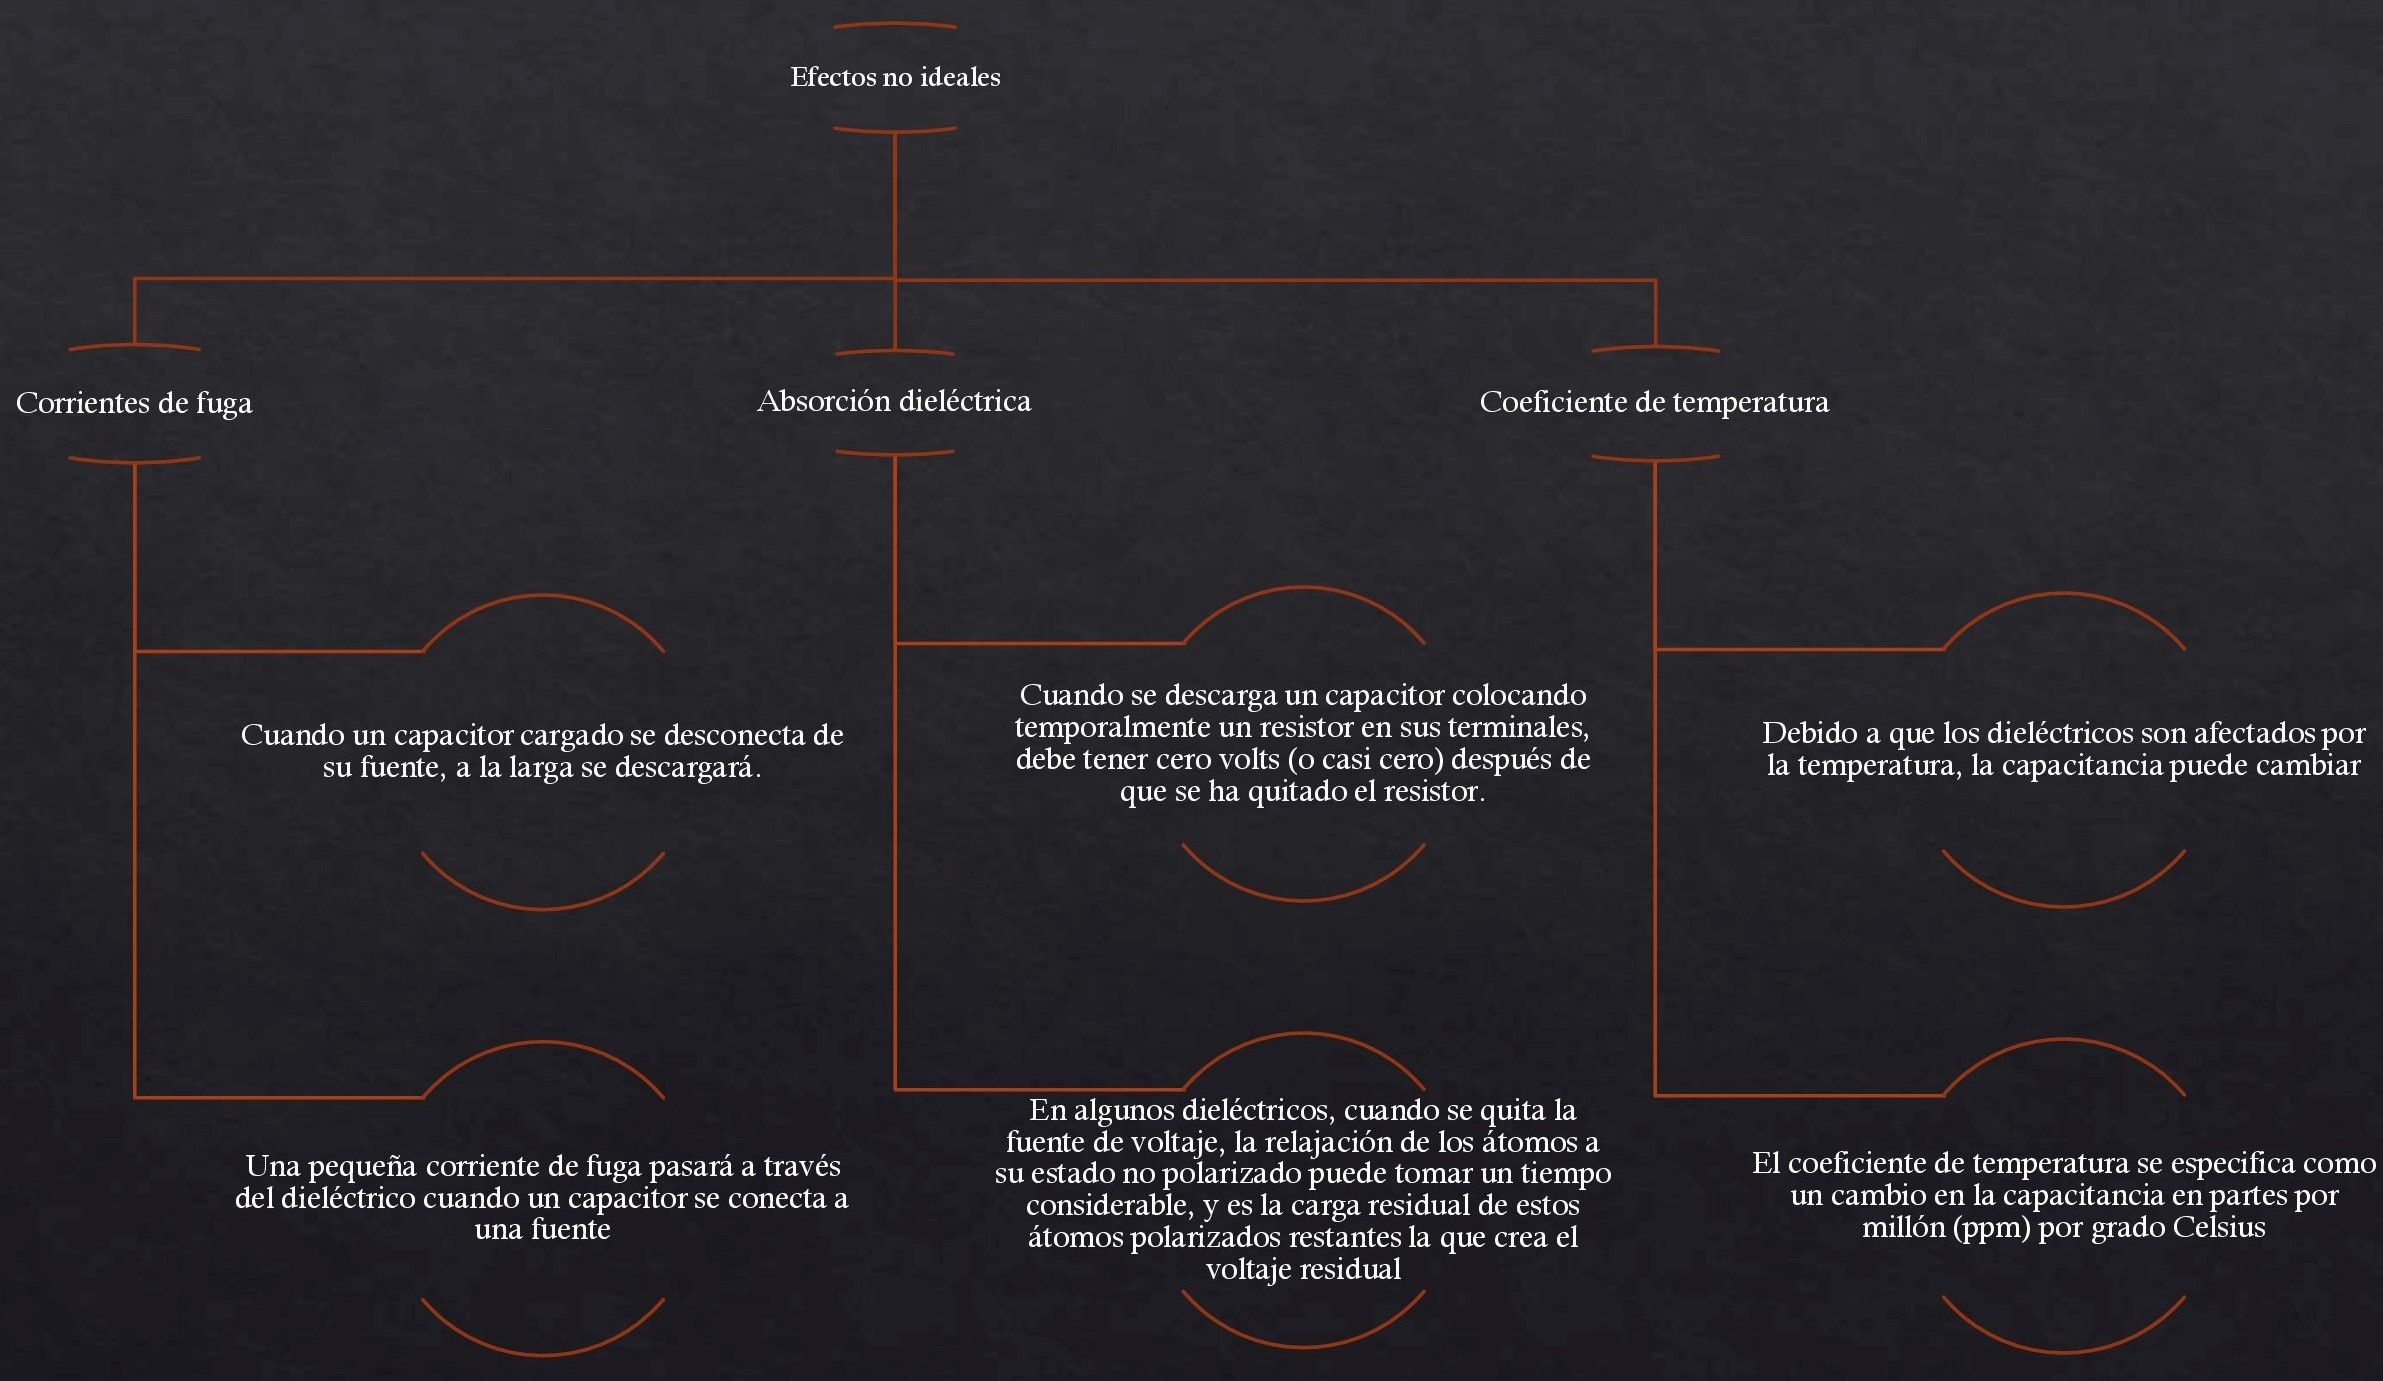 Efectos no ideales
Corrientes de fuga
Cuando un capacitor cargado se desconecta de
su fuente, a la larga se descargará.
Una pequeña corriente de fuga pasará a través
del dieléctrico cuando un capacitor se conecta a
una fuente
Absorción dieléctrica
Cuando se descarga un capacitor colocando
temporalmente un resistor en sus terminales,
debe tener cero volts (o casi cero) después de
que se ha quitado el resistor.
En algunos dieléctricos, cuando se quita la
fuente de voltaje, la relajación de los átomos a
su estado no polarizado puede tomar un tiempo
considerable, y es la carga residual de estos
átomos polarizados restantes la que crea el
voltaje residual
Coeficiente de temperatura
Debido a que los dieléctricos son afectados por
la temperatura, la capacitancia puede cambiar
El coeficiente de temperatura se especifica como
un cambio en la capacitancia en partes por
millón (ppm) por grado Celsius